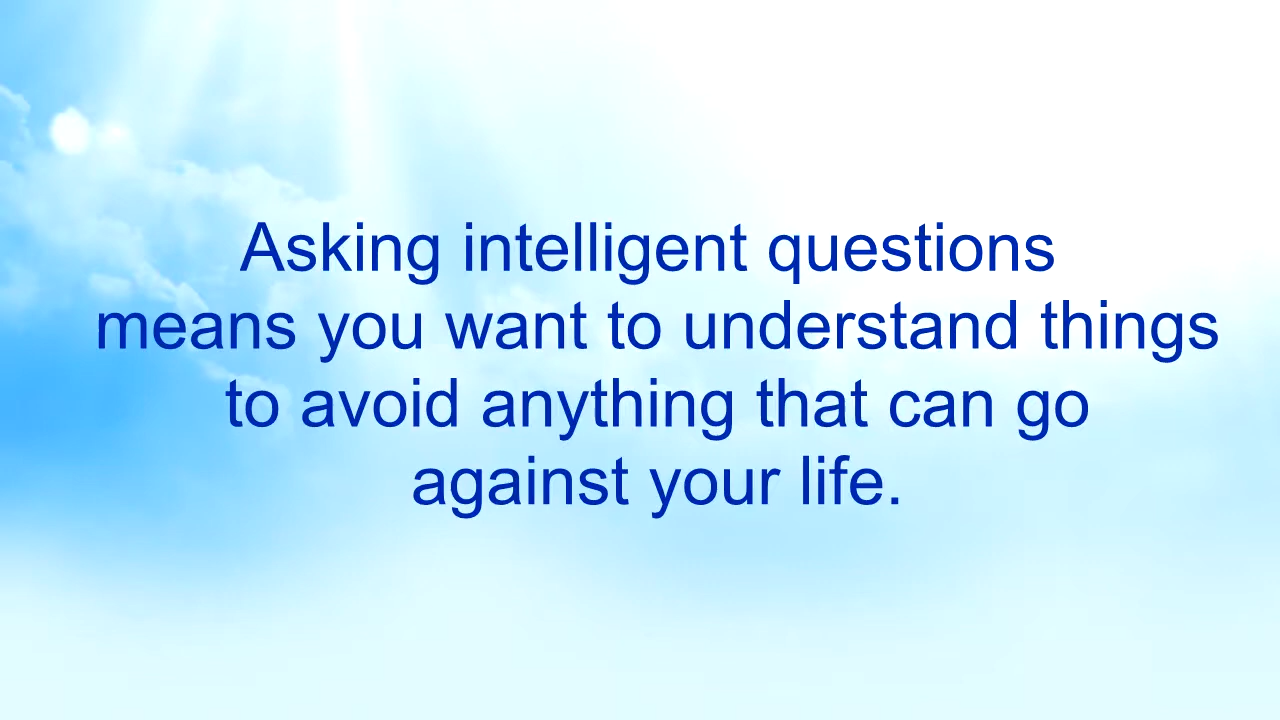 Asking intelligent questions
means you want to understand things
to avoid anything that can go
against your life.